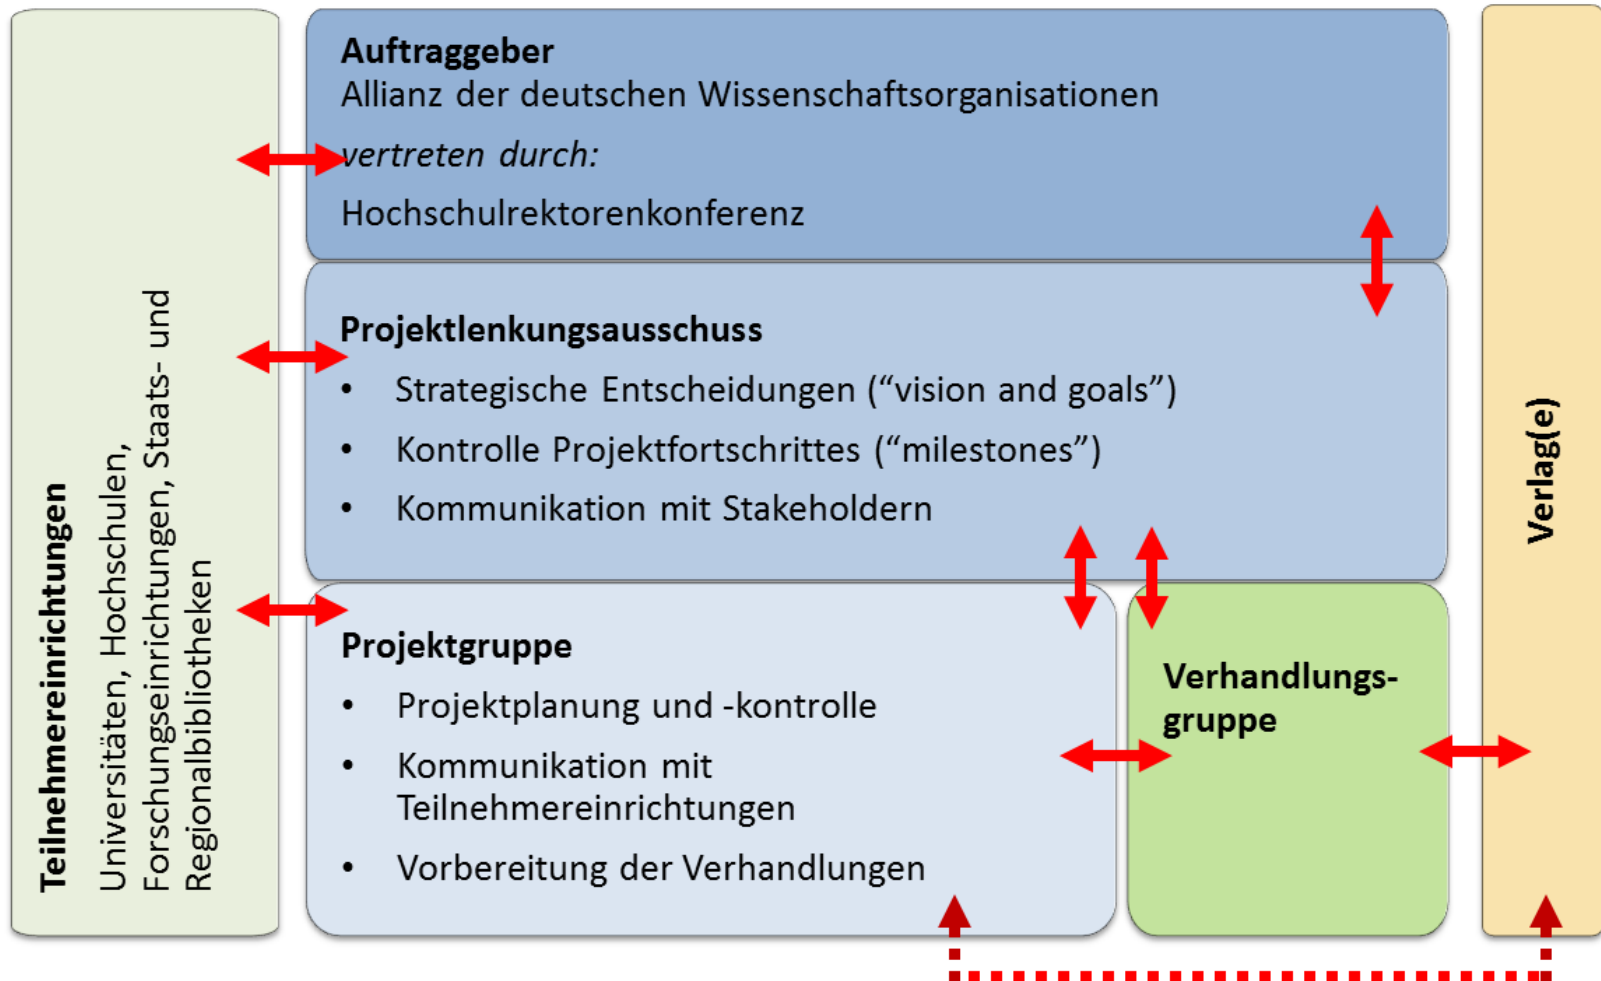 Teilnehmereinrichtungen
Universitäten, Hochschulen,
Forschungseinrichtungen, Staats- und
Regionalbibliotheken
Auftraggeber
Allianz der deutschen Wissenschaftsorganisationen
vertreten durch:
Hochschulrektorenkonferenz
Projektlenkungsausschuss
• Strategische Entscheidungen (“vision and goals”)
• Kontrolle Projektfortschrittes (“milestones”)
• Kommunikation mit Stakeholdern
Projektgruppe
• Projektplanung und -kontrolle
• Kommunikation mit
Teilnehmereinrichtungen
• Vorbereitung der Verhandlungen
Verhandlungs-
gruppe
Verlag(e)